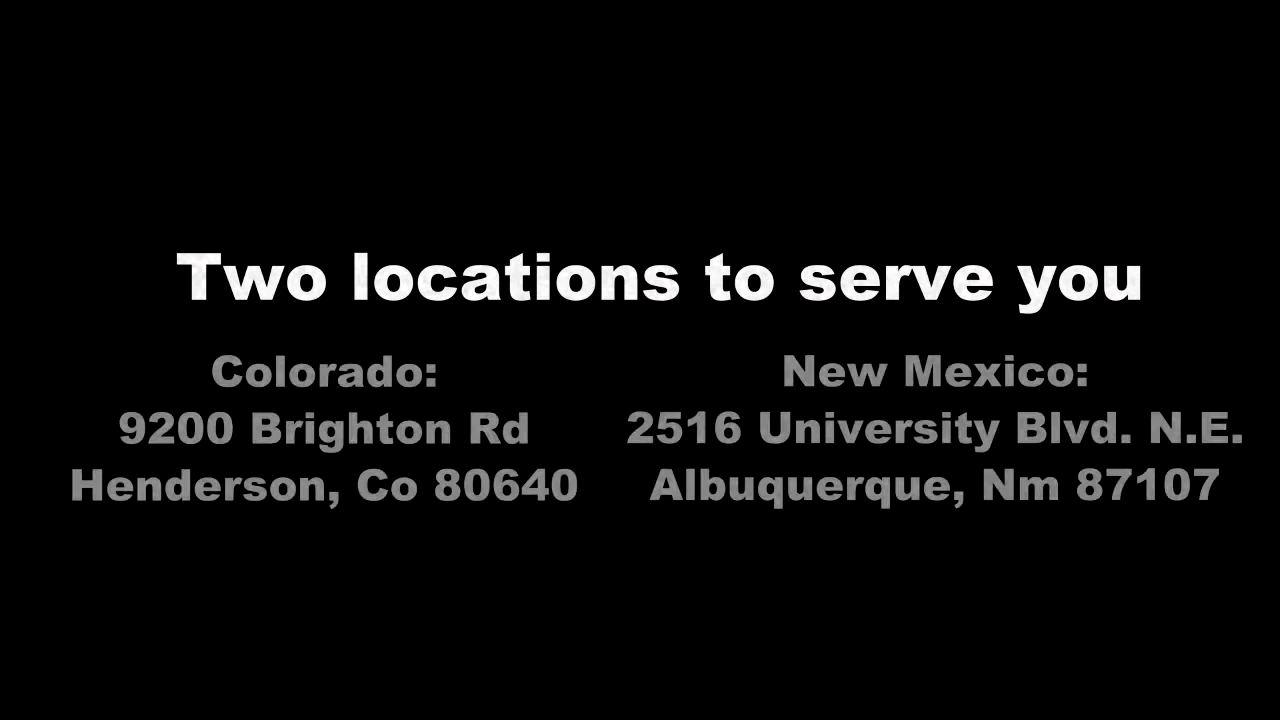 Two locations to serve you
Colorado:
9200 Brighton Rd
Henderson, Co 80640
New Mexico:
2516 University Blvd. N.E.
Albuquerque, Nm 87107